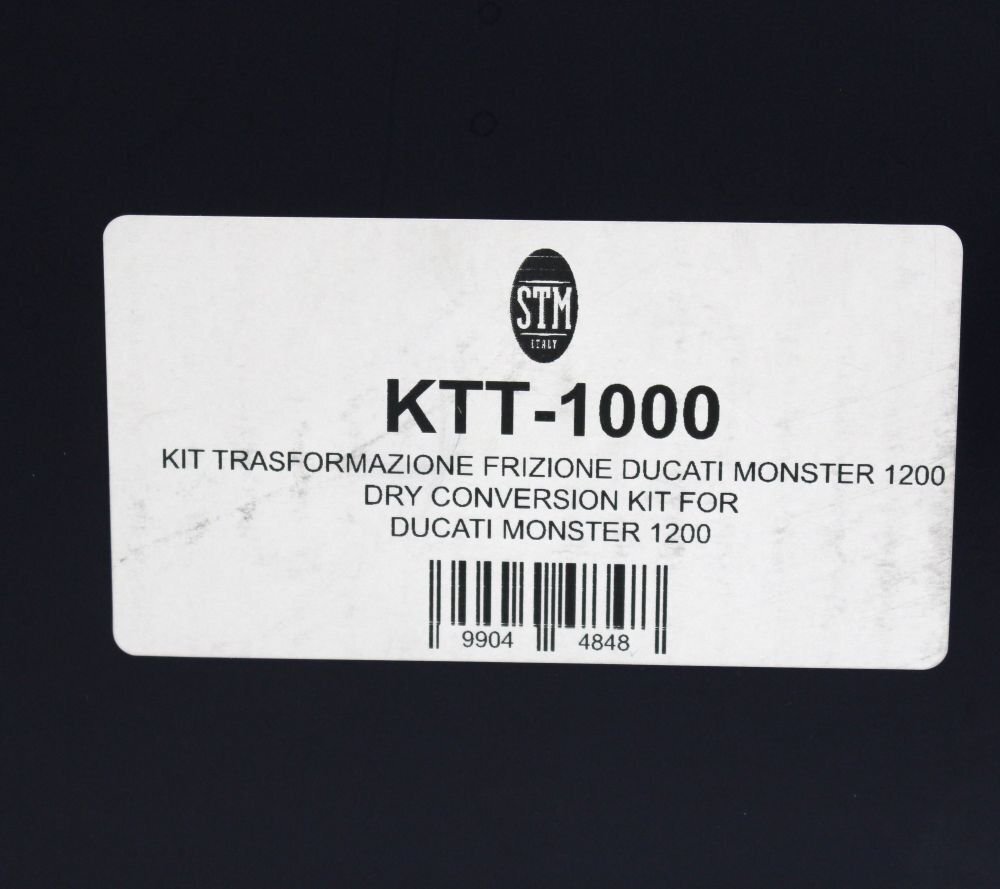 STM
ITALY
KTT-1000
KIT TRASFORMAZIONE FRIZIONE DUCATI MONSTER 1200
DRY CONVERSION KIT FOR
DUCATI MONSTER 1200
9904 4848